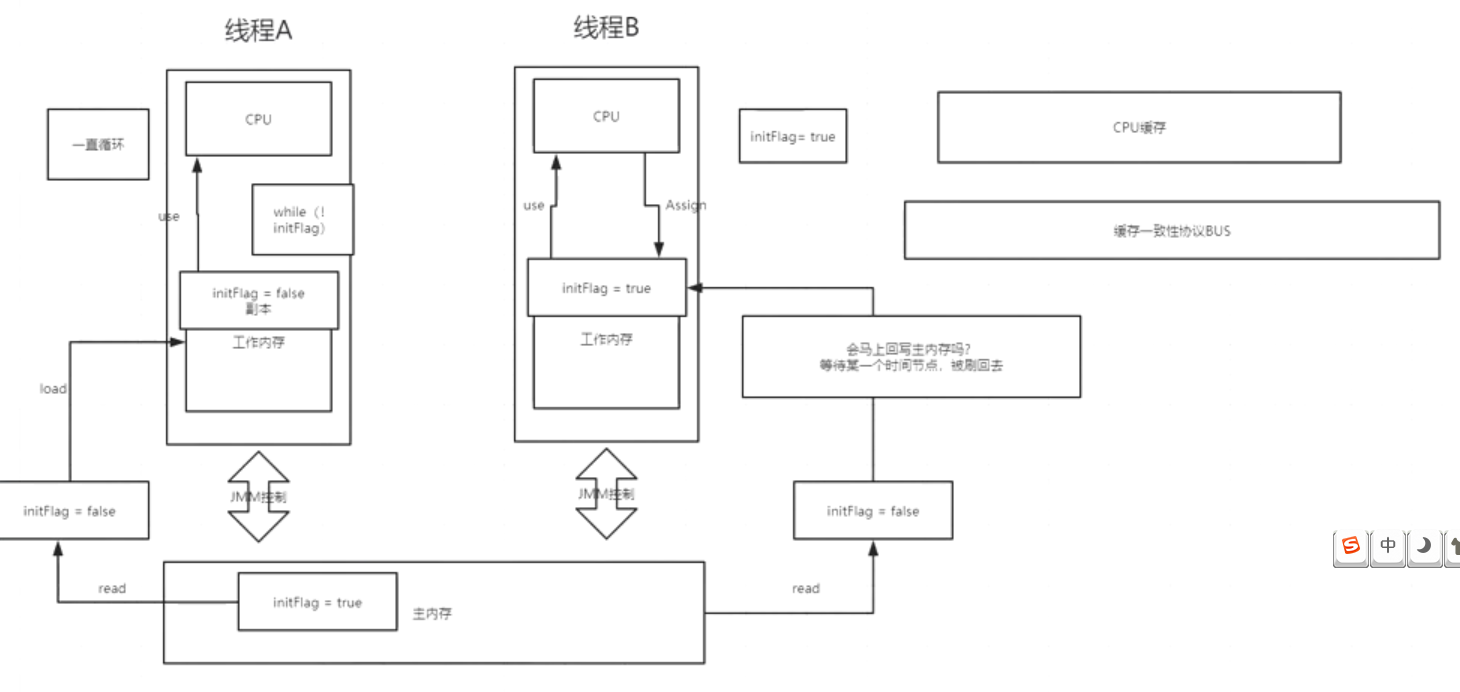 线程A
线程B
CPU
CPU
CPU缓存
一直循环
initFlag= true
use
while（!
initFlag）
use
Assign
缓存一致性协议BUS
initFlag = false
副本
initFlag = true
工作内存
工作内存
会马上回写主内存吗?
等待某一个时间节点，被刷回去
load
JMM控制
JMM控制
initFlag = false
initFlag = false
中
read
read
initFlag = true
主内存